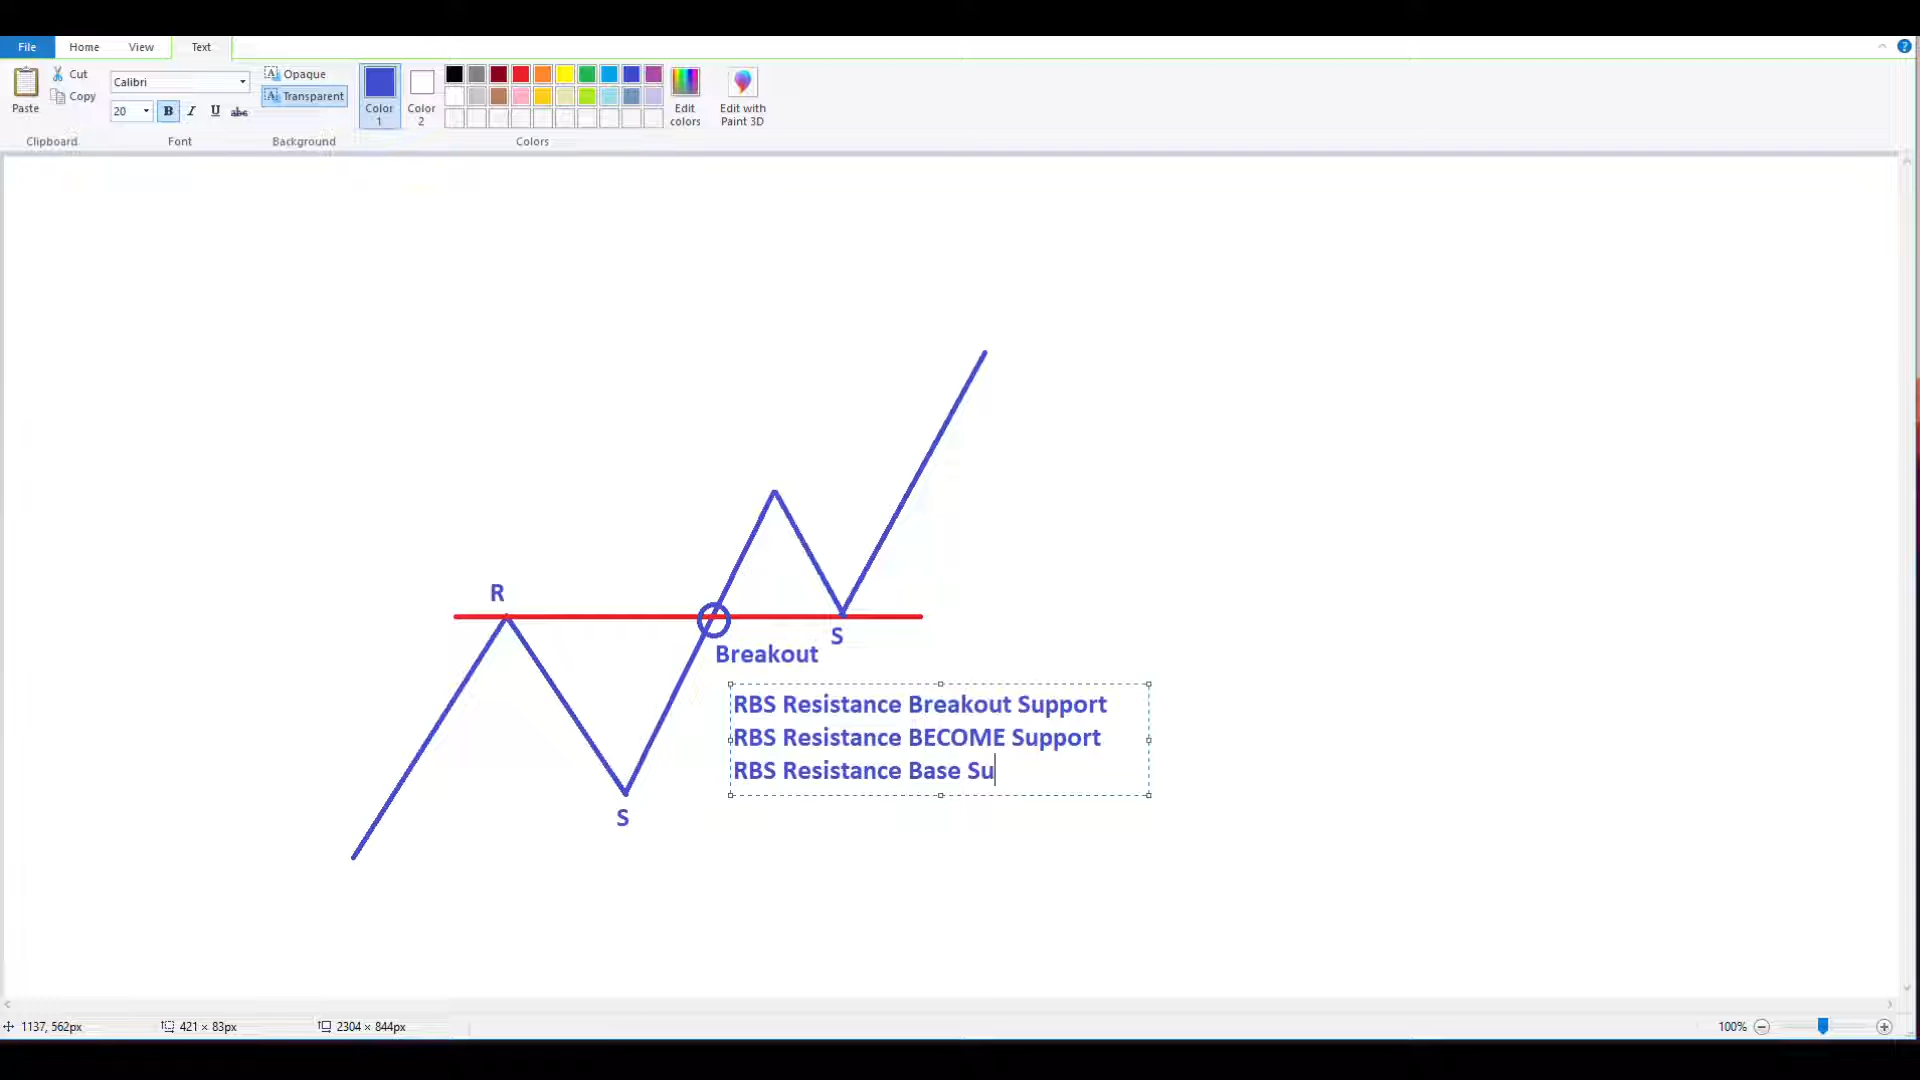 File Home View Text
Paste
Cut
Copy
Clipboard
Calibri
20 B I U abc
Font
Opaque
Transparent
Background
Color 1
Color 2
Edit colors
Edit with Paint 3D
Colors
R
S
Breakout
S
RBS Resistance Breakout Support
RBS Resistance BECOME Support
RBS Resistance Base Su
1137, 562px
421 × 83px
2304 × 844px
100%